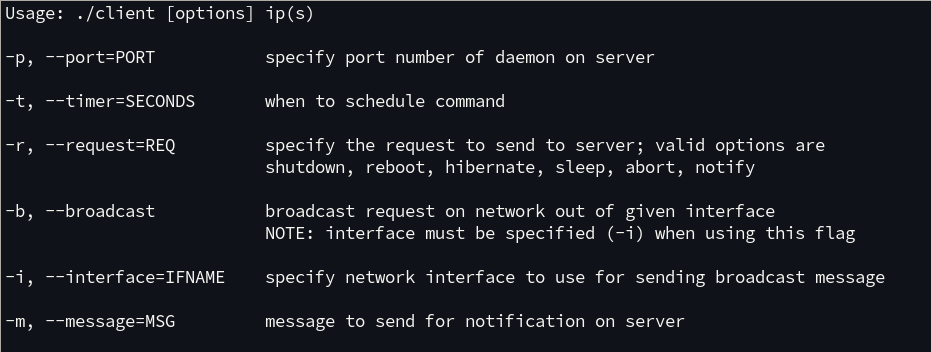 Usage: ./client [options] ip(s)
-p, --port=PORT specify port number of daemon on server
-t, --timer=SECONDS when to schedule command
-r, --request=REQ specify the request to send to server; valid options are
shutdown, reboot, hibernate, sleep, abort, notify
-b, --broadcast broadcast request on network out of given interface
NOTE: interface must be specified (-i) when using this flag
-i, --interface=IFNAME specify network interface to use for sending broadcast message
-m, --message=MSG message to send for notification on server